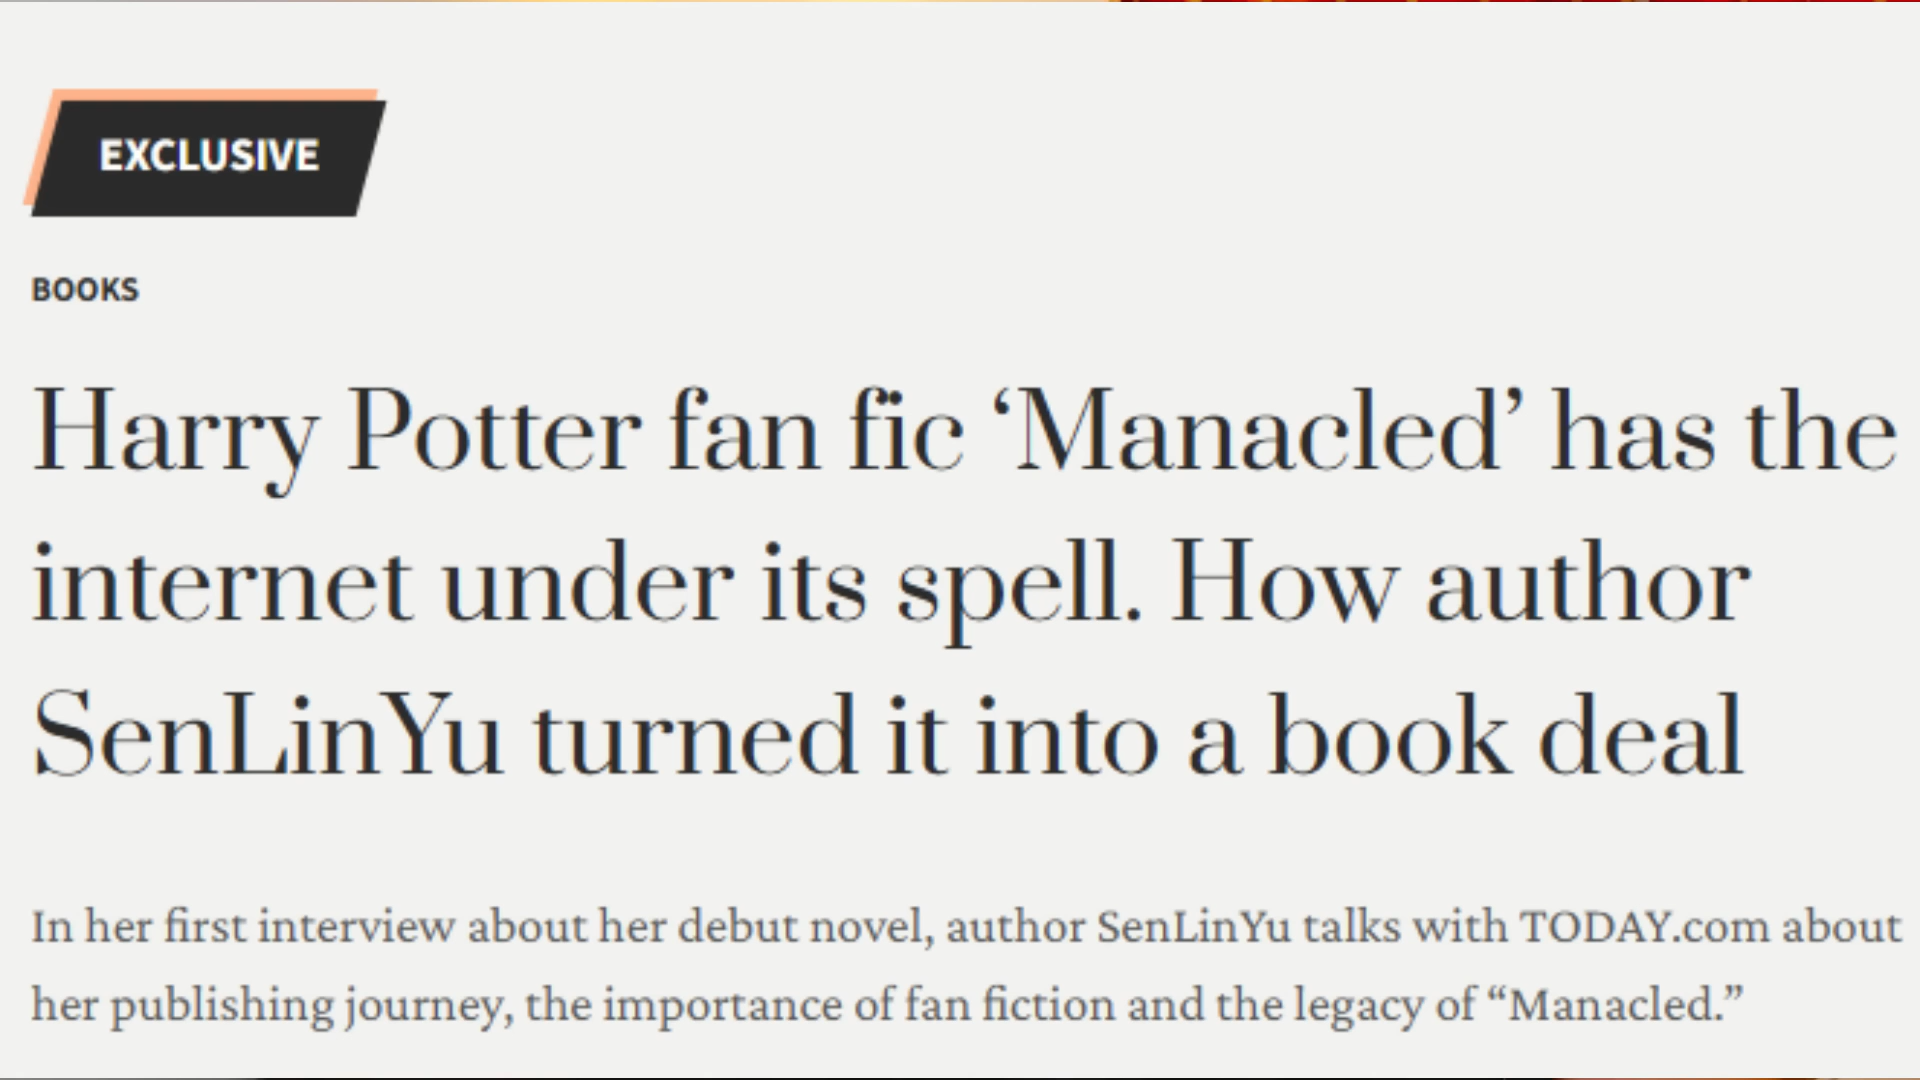 EXCLUSIVE
BOOKS
Harry Potter fan fic ‘Manacled’ has the
internet under its spell. How author
SenLinYu turned it into a book deal
In her first interview about her debut novel, author SenLinYu talks with TODAY.com about
her publishing journey, the importance of fan fiction and the legacy of “Manacled.”